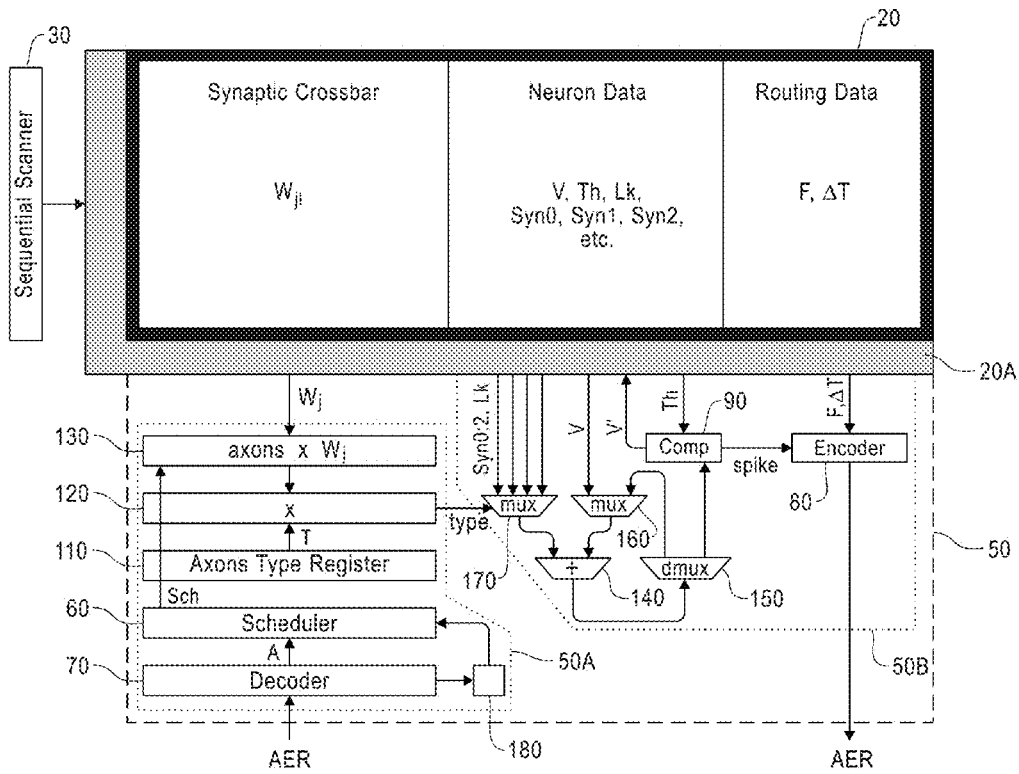 30
20
Sequential Scanner
Synaptic Crossbar
Neuron Data
Routing Data
Wji
V, Th, Lk,
Syn0, Syn1, Syn2,
etc.
F, ΔT
20A
Wj
Syn0:2, Lk
V
V'
Th
90
F,ΔT
130
axons x Wj
Comp
spike
Encoder
80
120
x
type
mux
mux
160
110
T
Axons Type Register
170
+
140
dmux
150
50
Sch
60
Scheduler
A
50A
50B
70
Decoder
180
AER
AER